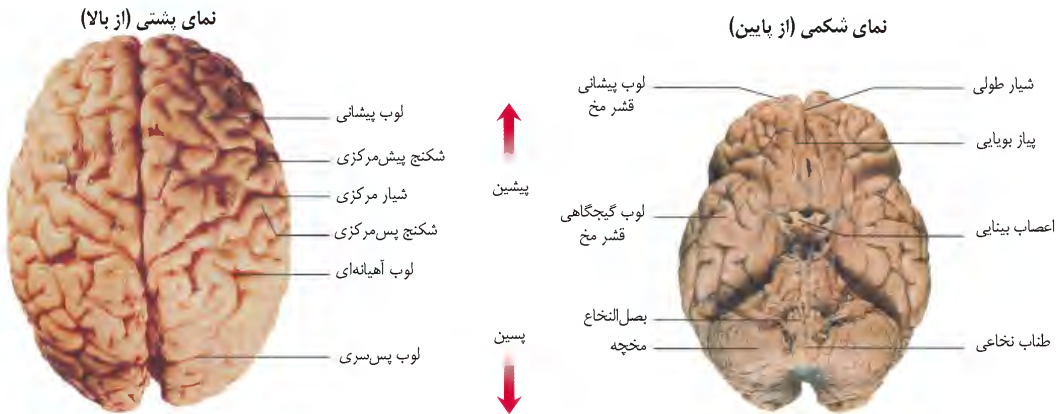 نمای شکمی (از پایین)
شیار طولی
پیاز بویایی
اعصاب بینایی
طناب نخاعی
لوب پیشانی
قشر مخ
لوب گیجگاهی
قشر مخ
بصل‌النخاع
مخچه
پیشین
پسین
نمای پشتی (از بالا)
لوب پیشانی
شکنج پیش‌مرکزی
شیار مرکزی
شکنج پس‌مرکزی
لوب آهیانه‌ای
لوب پس‌سری